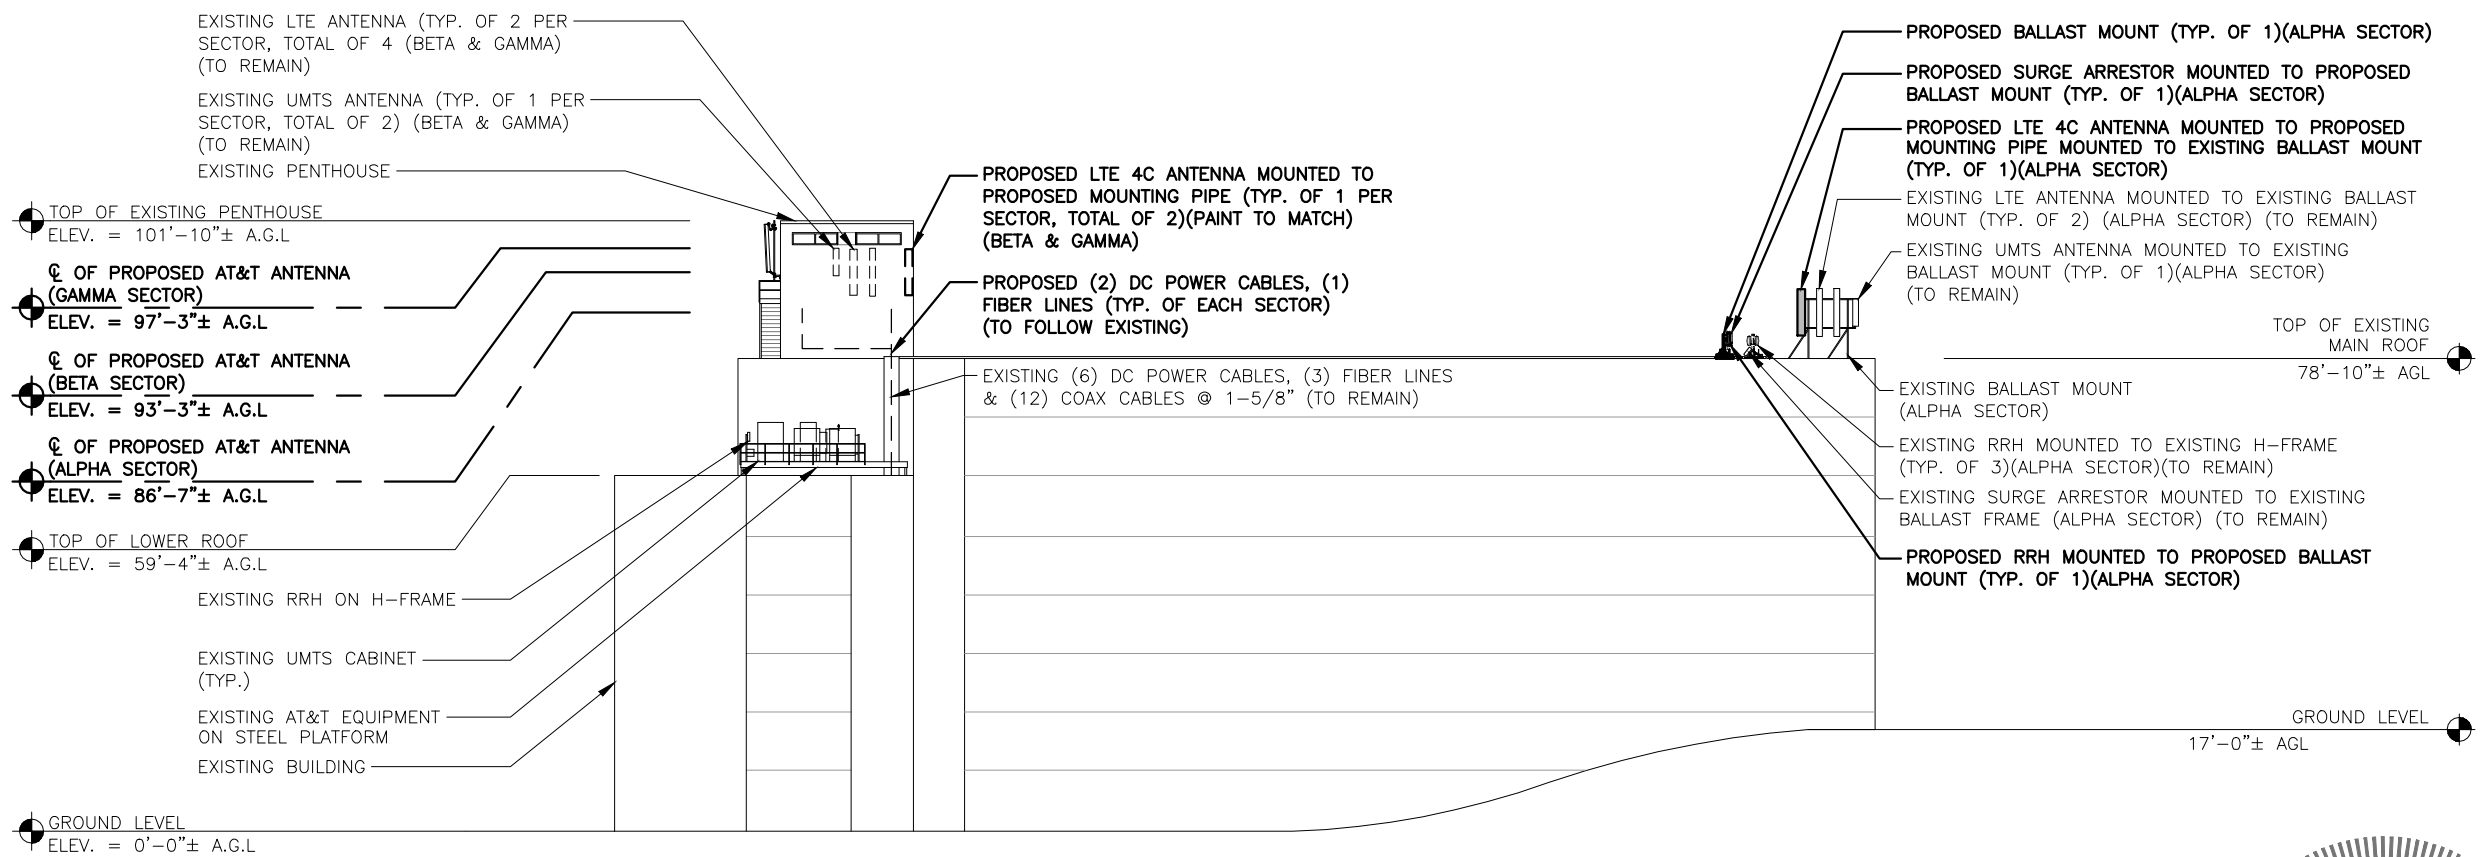 EXISTING LTE ANTENNA (TYP. OF 2 PER
SECTOR, TOTAL OF 4 (BETA & GAMMA)
(TO REMAIN)
EXISTING UMTS ANTENNA (TYP. OF 1 PER
SECTOR, TOTAL OF 2) (BETA & GAMMA)
(TO REMAIN)
EXISTING PENTHOUSE
TOP OF EXISTING PENTHOUSE
ELEV. = 101'-10"± A.G.L
℄ OF PROPOSED AT&T ANTENNA
(GAMMA SECTOR)
ELEV. = 97'-3"± A.G.L
℄ OF PROPOSED AT&T ANTENNA
(BETA SECTOR)
ELEV. = 93'-3"± A.G.L
℄ OF PROPOSED AT&T ANTENNA
(ALPHA SECTOR)
ELEV. = 86'-7"± A.G.L
TOP OF LOWER ROOF
ELEV. = 59'-4"± A.G.L
EXISTING RRH ON H-FRAME
EXISTING UMTS CABINET
(TYP.)
EXISTING AT&T EQUIPMENT
ON STEEL PLATFORM
EXISTING BUILDING
GROUND LEVEL
ELEV. = 0'-0"± A.G.L
PROPOSED LTE 4C ANTENNA MOUNTED TO
PROPOSED MOUNTING PIPE (TYP. OF 1 PER
SECTOR, TOTAL OF 2)(PAINT TO MATCH)
(BETA & GAMMA)
PROPOSED (2) DC POWER CABLES, (1)
FIBER LINES (TYP. OF EACH SECTOR)
(TO FOLLOW EXISTING)
EXISTING (6) DC POWER CABLES, (3) FIBER LINES
& (12) COAX CABLES @ 1-5/8" (TO REMAIN)
PROPOSED BALLAST MOUNT (TYP. OF 1)(ALPHA SECTOR)
PROPOSED SURGE ARRESTOR MOUNTED TO PROPOSED
BALLAST MOUNT (TYP. OF 1)(ALPHA SECTOR)
PROPOSED LTE 4C ANTENNA MOUNTED TO PROPOSED
MOUNTING PIPE MOUNTED TO EXISTING BALLAST MOUNT
(TYP. OF 1)(ALPHA SECTOR)
EXISTING LTE ANTENNA MOUNTED TO EXISTING BALLAST
MOUNT (TYP. OF 2) (ALPHA SECTOR) (TO REMAIN)
EXISTING UMTS ANTENNA MOUNTED TO EXISTING
BALLAST MOUNT (TYP. OF 1)(ALPHA SECTOR)
(TO REMAIN)
TOP OF EXISTING
MAIN ROOF
78'-10"± AGL
EXISTING BALLAST MOUNT
(ALPHA SECTOR)
EXISTING RRH MOUNTED TO EXISTING H-FRAME
(TYP. OF 3)(ALPHA SECTOR)(TO REMAIN)
EXISTING SURGE ARRESTOR MOUNTED TO EXISTING
BALLAST FRAME (ALPHA SECTOR) (TO REMAIN)
PROPOSED RRH MOUNTED TO PROPOSED BALLAST
MOUNT (TYP. OF 1)(ALPHA SECTOR)
GROUND LEVEL
17'-0"± AGL